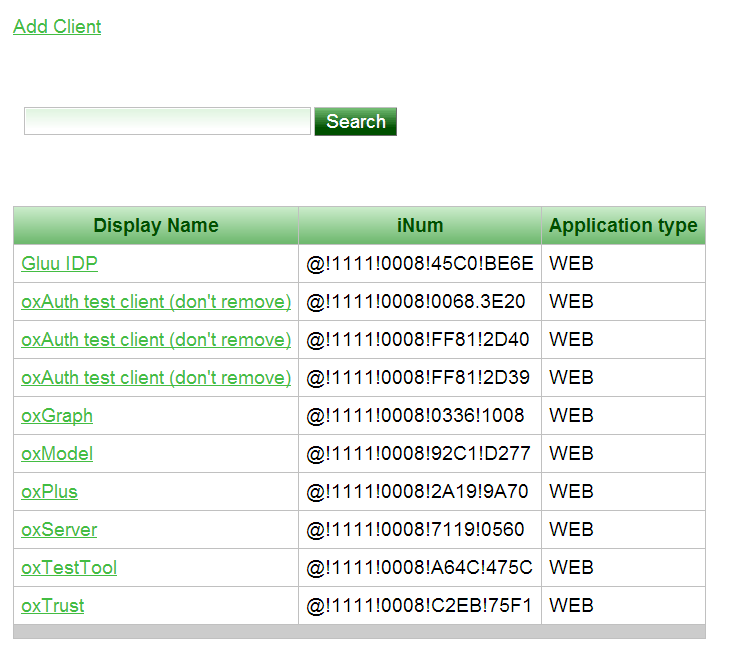 Add Client
Search
Display Name iNum Application type
Gluu IDP @!1111!0008!45C0!BE6E WEB
oxAuth test client (don't remove) @!1111!0008!0068.3E20 WEB
oxAuth test client (don't remove) @!1111!0008!FF81!2D40 WEB
oxAuth test client (don't remove) @!1111!0008!FF81!2D39 WEB
oxGraph @!1111!0008!0336!1008 WEB
oxModel @!1111!0008!92C1!D277 WEB
oxPlus @!1111!0008!2A19!9A70 WEB
oxServer @!1111!0008!7119!0560 WEB
oxTestTool @!1111!0008!A64C!475C WEB
oxTrust @!1111!0008!C2EB!75F1 WEB